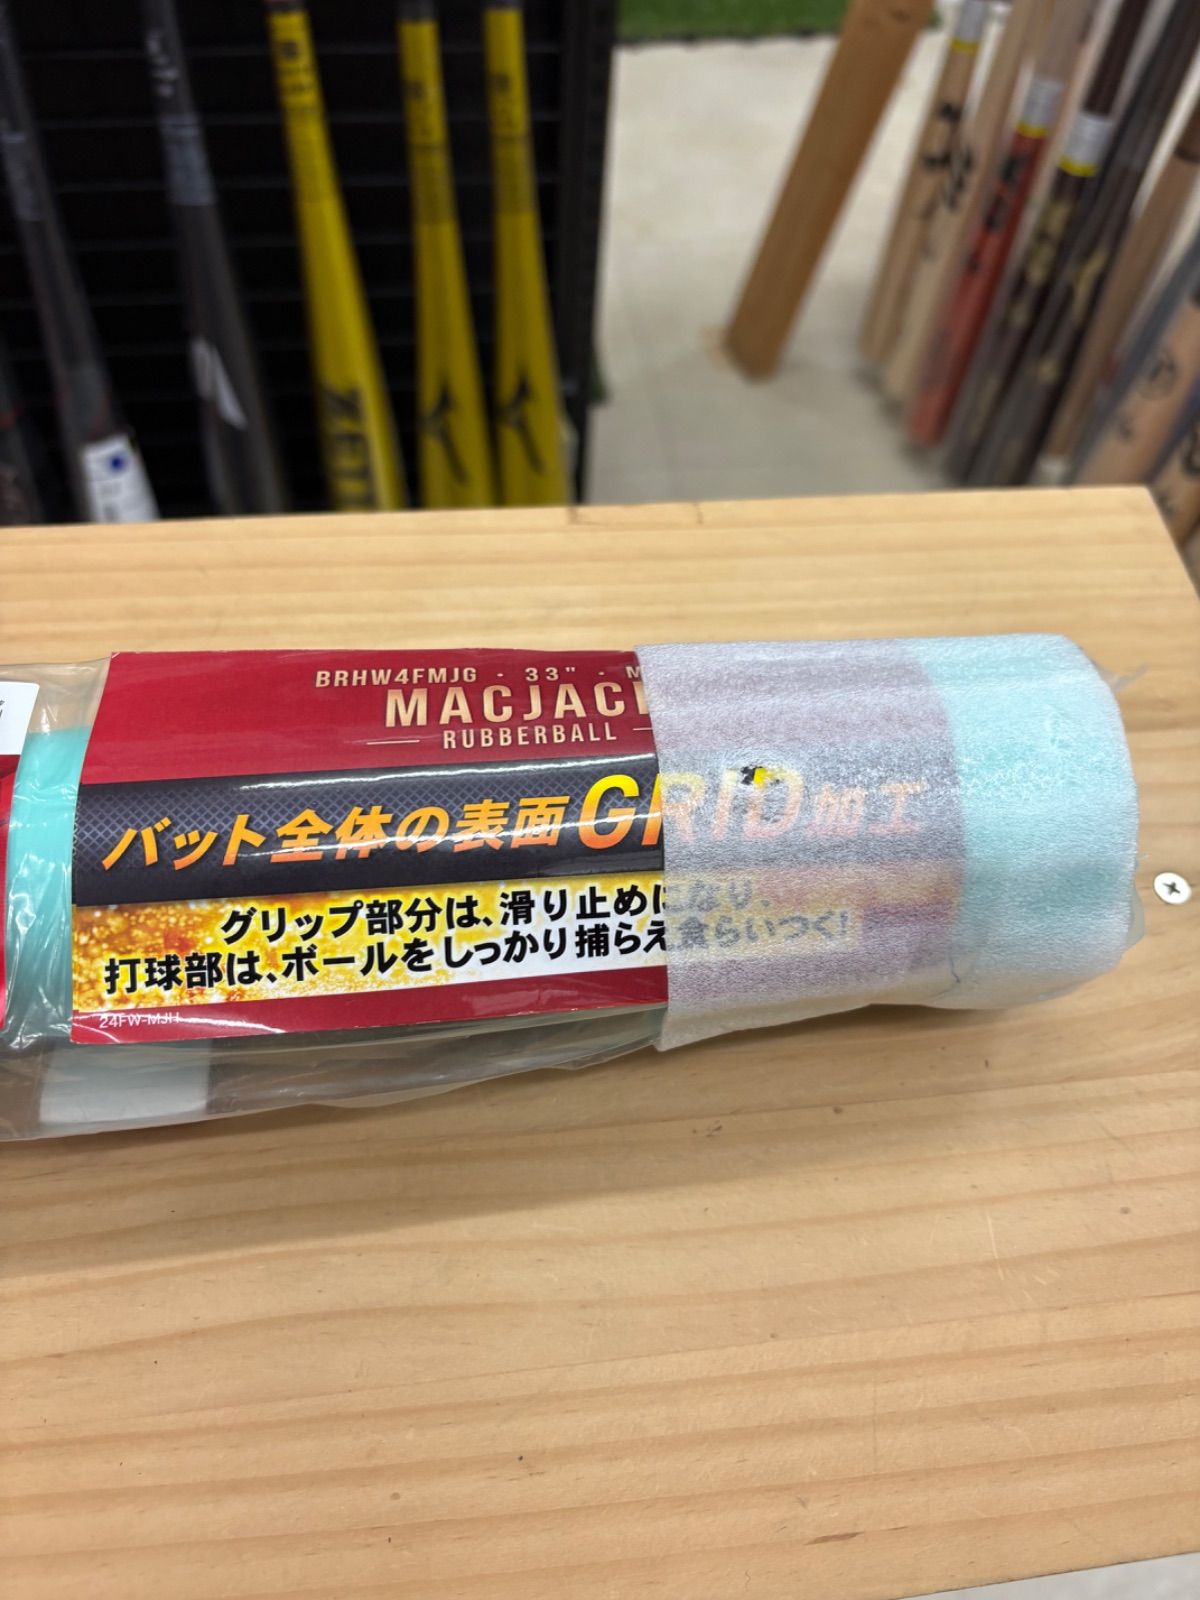 BRHW4FMJG · 33" · M
MACJACK
RUBBERBALL
バット全体の表面GRID加工
グリップ部分は、滑り止めになり、
打球部は、ボールをしっかり捕らえ食らいつく!
24FW-MJH
ZETT